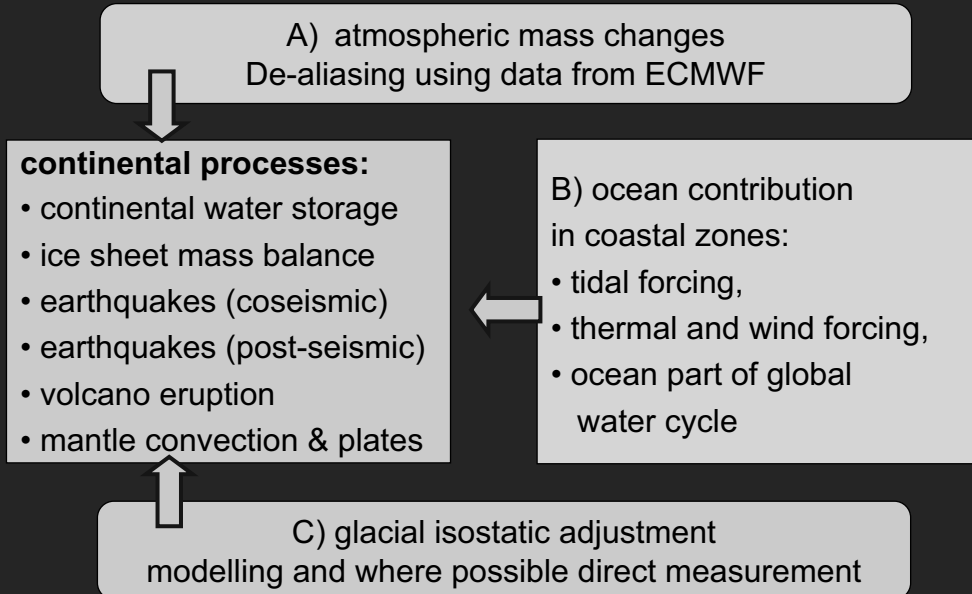 A) atmospheric mass changes
De-aliasing using data from ECMWF
continental processes:
• continental water storage
• ice sheet mass balance
• earthquakes (coseismic)
• earthquakes (post-seismic)
• volcano eruption
• mantle convection & plates
B) ocean contribution
in coastal zones:
• tidal forcing,
• thermal and wind forcing,
• ocean part of global
water cycle
C) glacial isostatic adjustment
modelling and where possible direct measurement